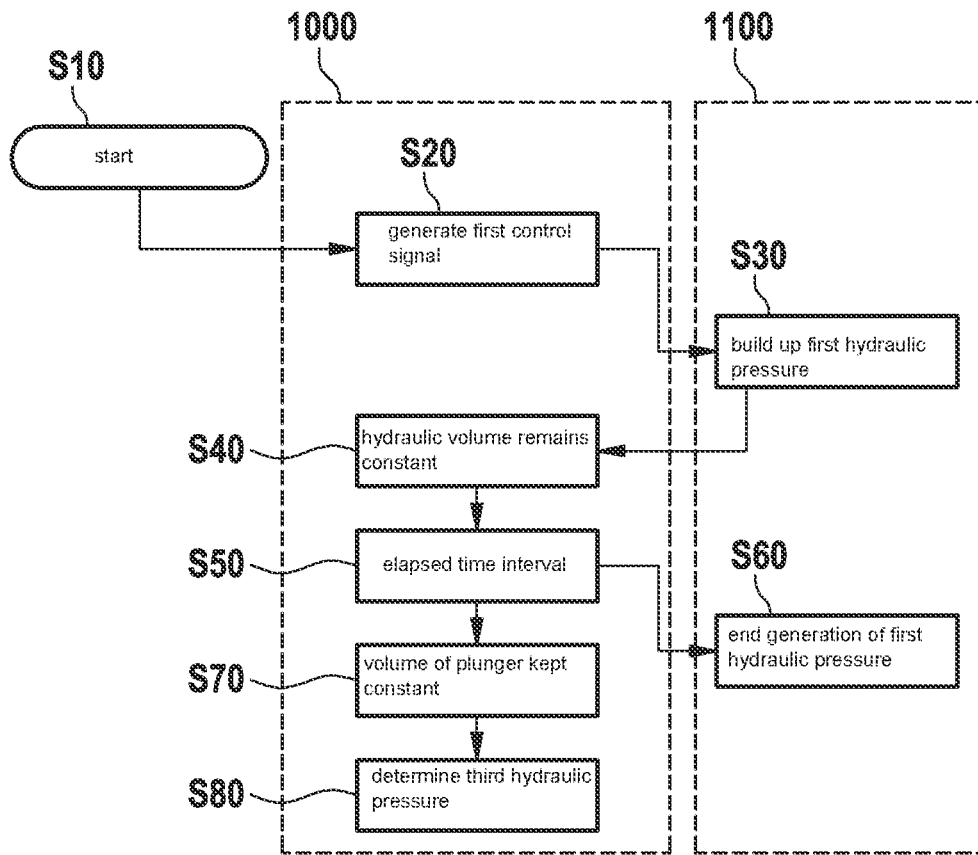 1000
1100
S10
start
S20
generate first control
signal
S30
build up first hydraulic
pressure
S40
hydraulic volume remains
constant
S50
elapsed time interval
S60
end generation of first
hydraulic pressure
S70
volume of plunger kept
constant
S80
determine third hydraulic
pressure